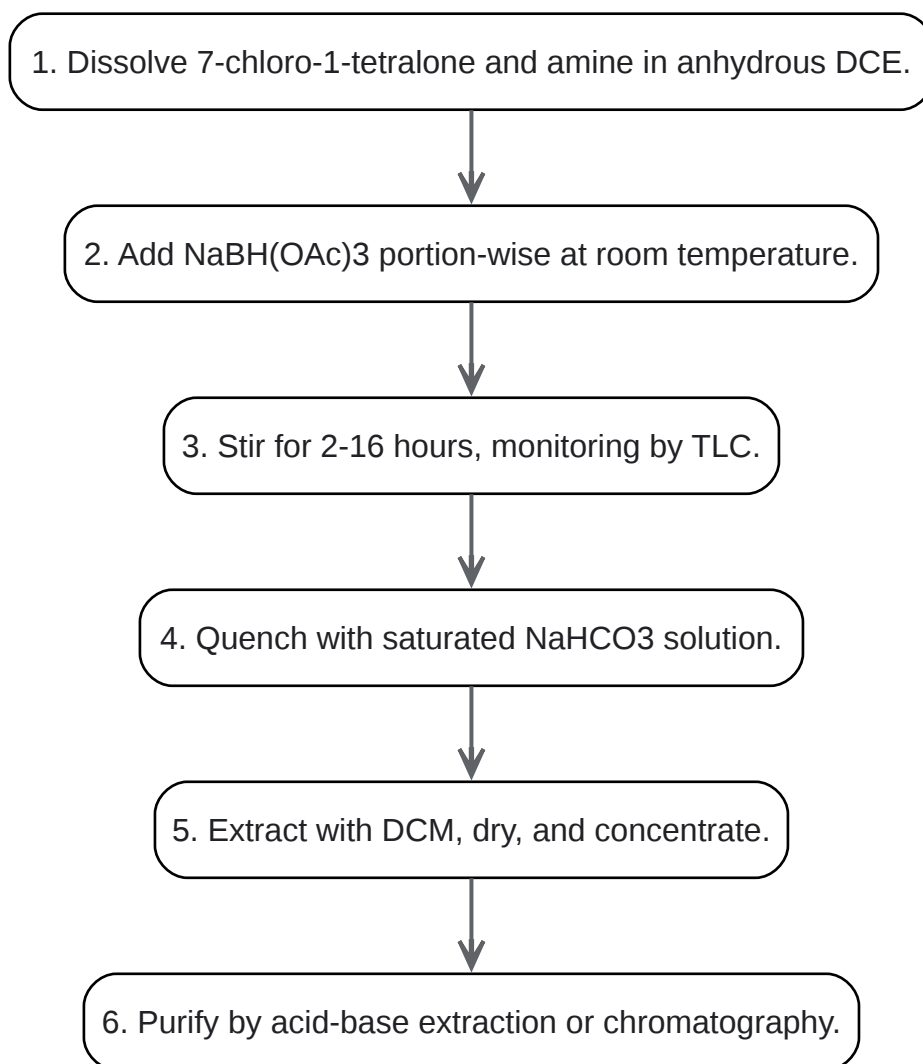 1. Dissolve 7-chloro-1-tetralone and amine in anhydrous DCE.
2. Add NaBH(OAc)3 portion-wise at room temperature.
3. Stir for 2-16 hours, monitoring by TLC.
4. Quench with saturated NaHCO3 solution.
5. Extract with DCM, dry, and concentrate.
6. Purify by acid-base extraction or chromatography.